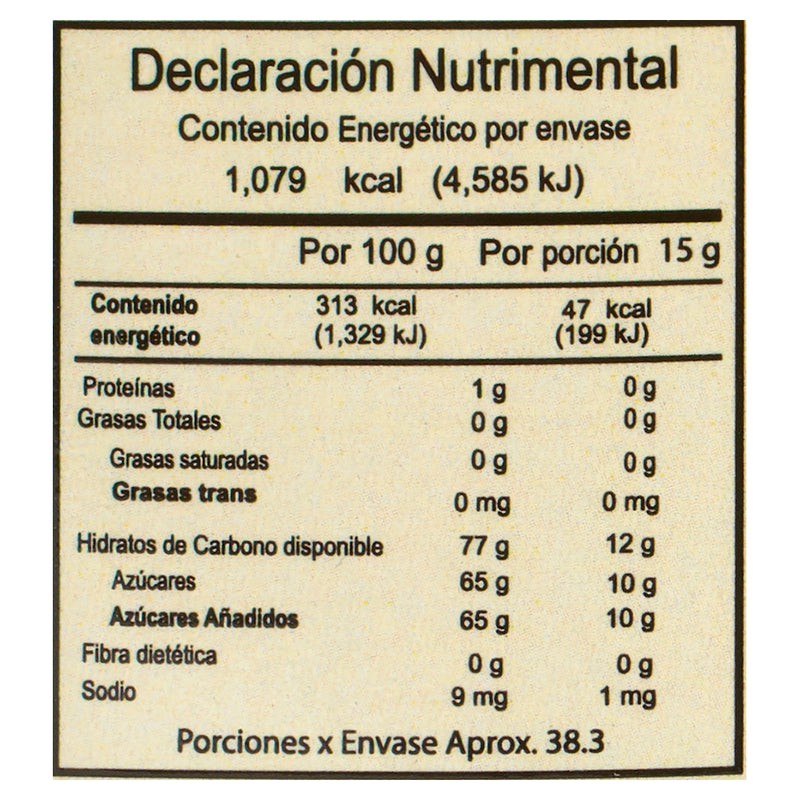 Declaración Nutrimental
Contenido Energético por envase
1,079 kcal (4,585 kJ)
Por 100 g Por porción 15 g
Contenido energético 313 kcal (1,329 kJ) 47 kcal (199 kJ)
Proteínas 1 g 0 g
Grasas Totales 0 g 0 g
Grasas saturadas 0 g 0 g
Grasas trans 0 mg 0 mg
Hidratos de Carbono disponible 77 g 12 g
Azúcares 65 g 10 g
Azúcares Añadidos 65 g 10 g
Fibra dietética 0 g 0 g
Sodio 9 mg 1 mg
Porciones x Envase Aprox. 38.3